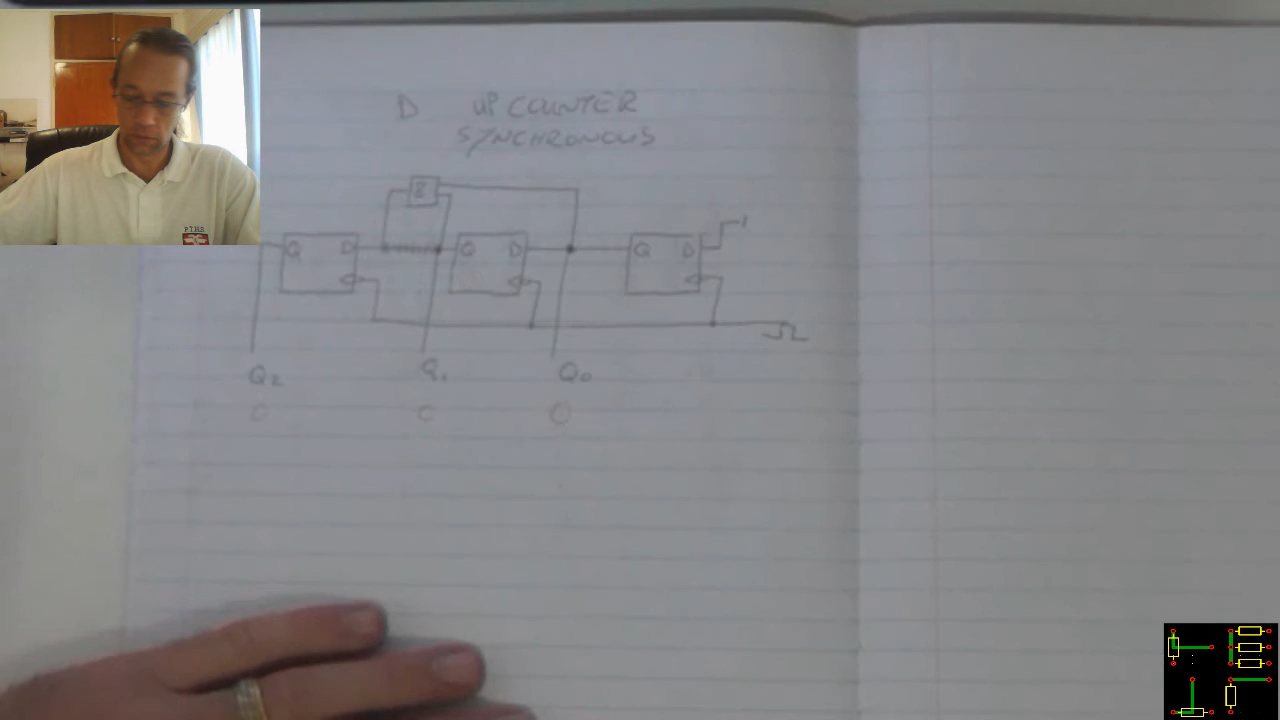 P.T.H.S.
D UP COUNTER
SYNCHRONOUS
&
Q D Q D Q D 1
Q2 Q1 Q0
0 0 0